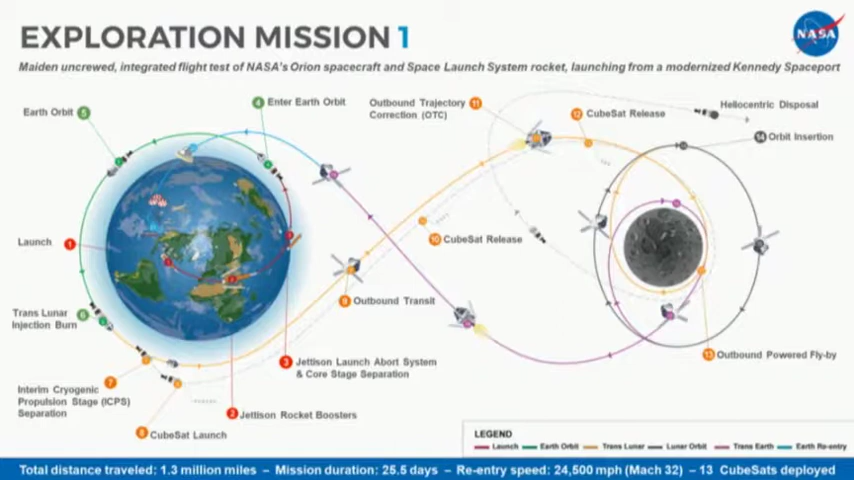 EXPLORATION MISSION 1
NASA
Maiden uncrewed, integrated flight test of NASA's Orion spacecraft and Space Launch System rocket, launching from a modernized Kennedy Spaceport
Earth Orbit 5
4 Enter Earth Orbit
Outbound Trajectory 11
Correction (OTC)
12 CubeSat Release
Heliocentric Disposal
14 Orbit Insertion
Launch 1
10 CubeSat Release
9 Outbound Transit
Trans Lunar 6
Injection Burn
3 Jettison Launch Abort System
& Core Stage Separation
13 Outbound Powered Fly-by
Interim Cryogenic 7
Propulsion Stage (ICPS)
Separation
2 Jettison Rocket Boosters
8 CubeSat Launch
LEGEND
Launch Earth Orbit Trans Lunar Lunar Orbit Trans Earth Earth Re-entry
Total distance traveled: 1.3 million miles – Mission duration: 25.5 days – Re-entry speed: 24,500 mph (Mach 32) – 13 CubeSats deployed